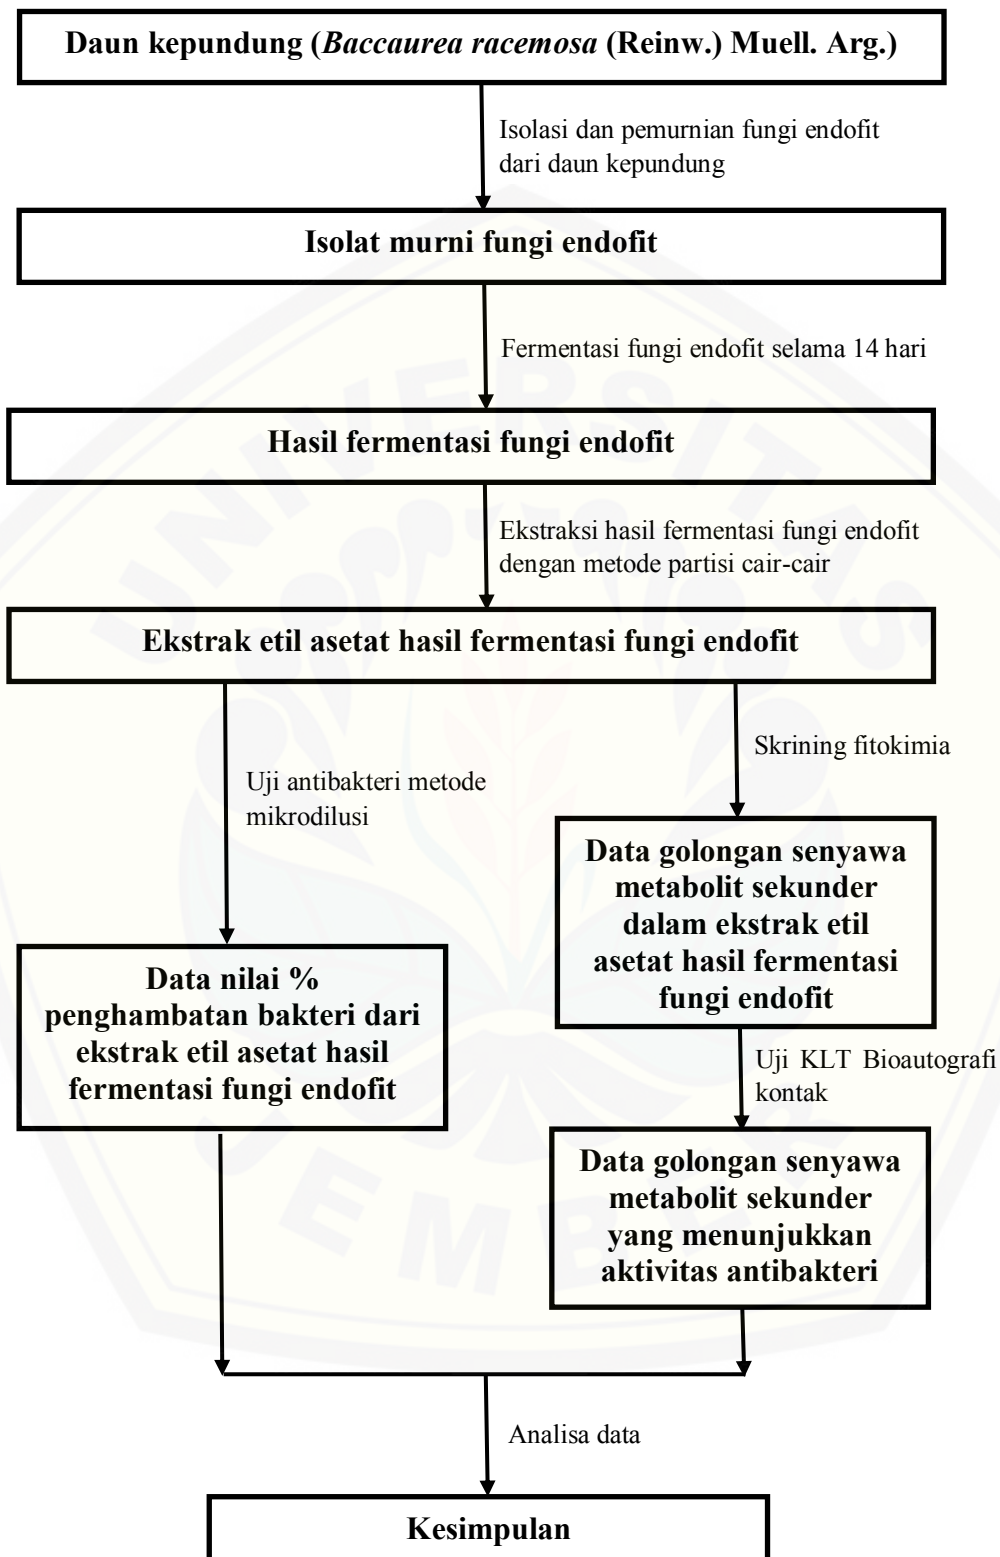 Daun kepundung (Baccaurea racemosa (Reinw.) Muell. Arg.)
Isolasi dan pemurnian fungi endofit
dari daun kepundung
Isolat murni fungi endofit
Fermentasi fungi endofit selama 14 hari
Hasil fermentasi fungi endofit
Ekstraksi hasil fermentasi fungi endofit
dengan metode partisi cair-cair
Ekstrak etil asetat hasil fermentasi fungi endofit
Uji antibakteri metode
mikrodilusi
Data nilai %
penghambatan bakteri dari
ekstrak etil asetat hasil
fermentasi fungi endofit
Skrining fitokimia
Data golongan senyawa
metabolit sekunder
dalam ekstrak etil
asetat hasil fermentasi
fungi endofit
Uji KLT Bioautografi
kontak
Data golongan senyawa
metabolit sekunder
yang menunjukkan
aktivitas antibakteri
Analisa data
Kesimpulan
UNIVERSITAS
JEMBER